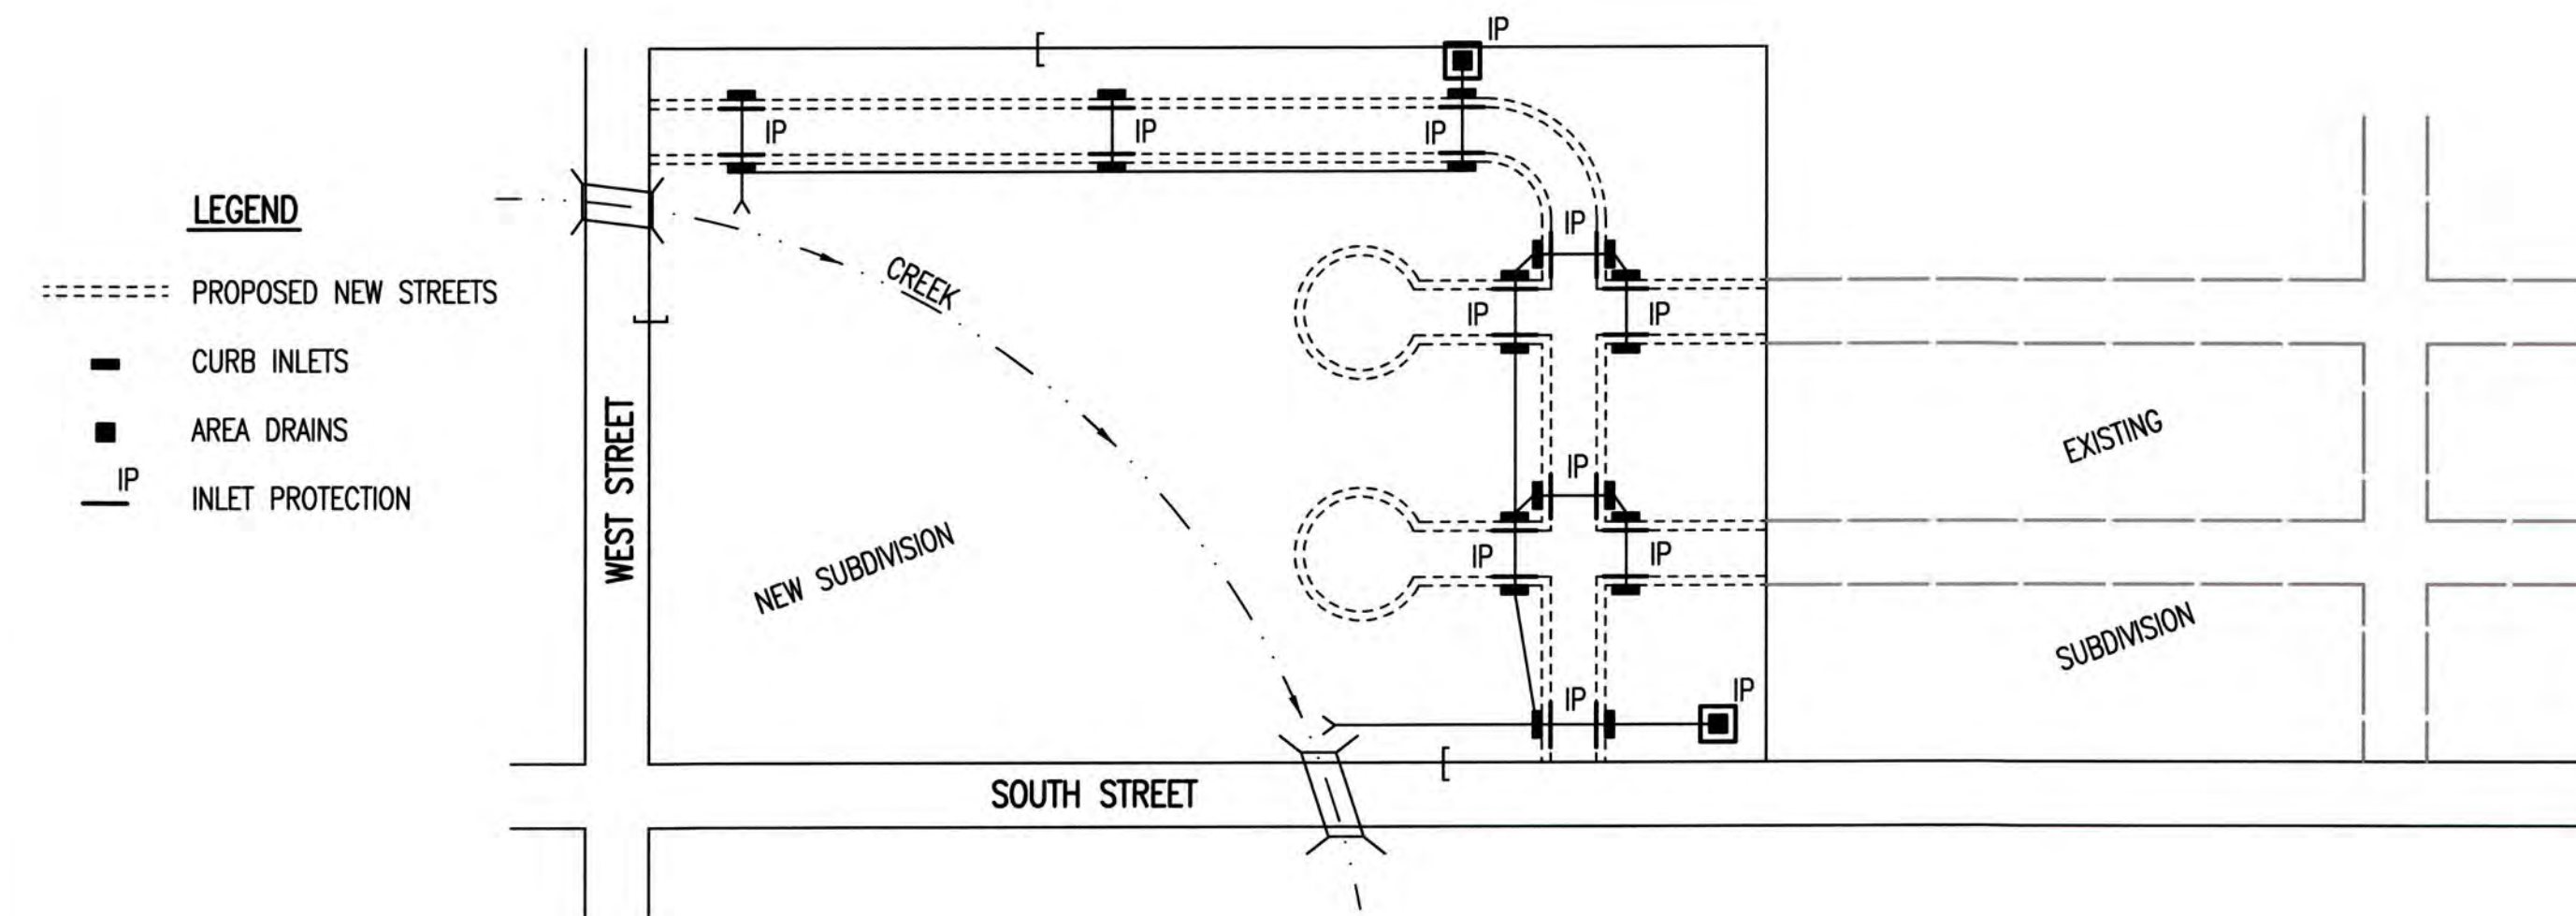 LEGEND
PROPOSED NEW STREETS
CURB INLETS
AREA DRAINS
IP
INLET PROTECTION
IP
IP
IP
IP
IP
IP
IP
IP
IP
IP
IP
IP
CREEK
WEST STREET
NEW SUBDIVISION
SOUTH STREET
EXISTING
SUBDIVISION